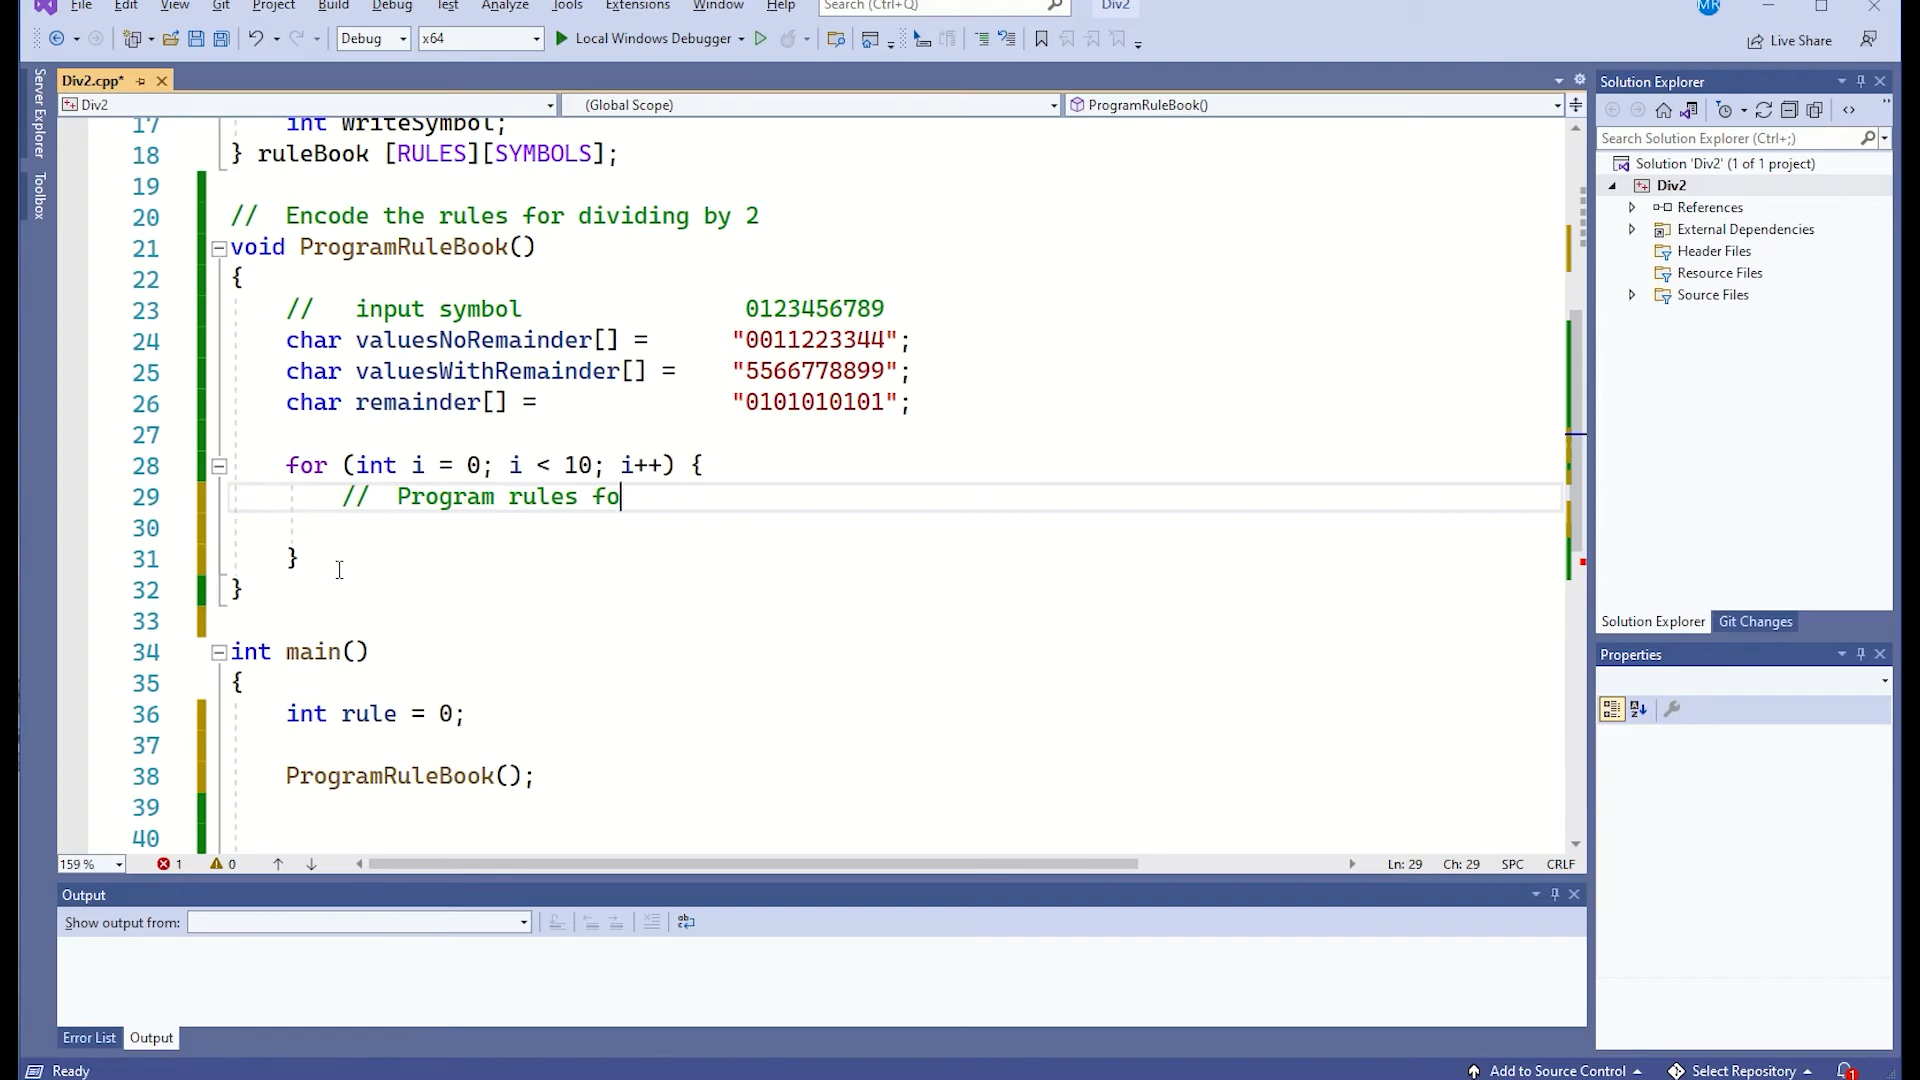 File Edit View Git Project Build Debug Test Analyze Tools Extensions Window Help Search (Ctrl+Q) Div2 MR
Debug x64 Local Windows Debugger Live Share
Server Explorer
Toolbox
Div2.cpp*
Div2 (Global Scope) ProgramRuleBook()
17 int WriteSymbol;
18 } ruleBook [RULES][SYMBOLS];
19
20 // Encode the rules for dividing by 2
21 void ProgramRuleBook()
22 {
23 // input symbol 0123456789
24 char valuesNoRemainder[] = "0011223344";
25 char valuesWithRemainder[] = "5566778899";
26 char remainder[] = "0101010101";
27
28 for (int i = 0; i < 10; i++) {
29 // Program rules fo
30
31 }
32 }
33
34 int main()
35 {
36 int rule = 0;
37
38 ProgramRuleBook();
39
40
159 % 1 0 Ln: 29 Ch: 29 SPC CRLF
Output
Show output from:
Error List Output
Solution Explorer
Search Solution Explorer (Ctrl+;)
Solution 'Div2' (1 of 1 project)
Div2
References
External Dependencies
Header Files
Resource Files
Source Files
Solution Explorer Git Changes
Properties
Ready Add to Source Control Select Repository 1